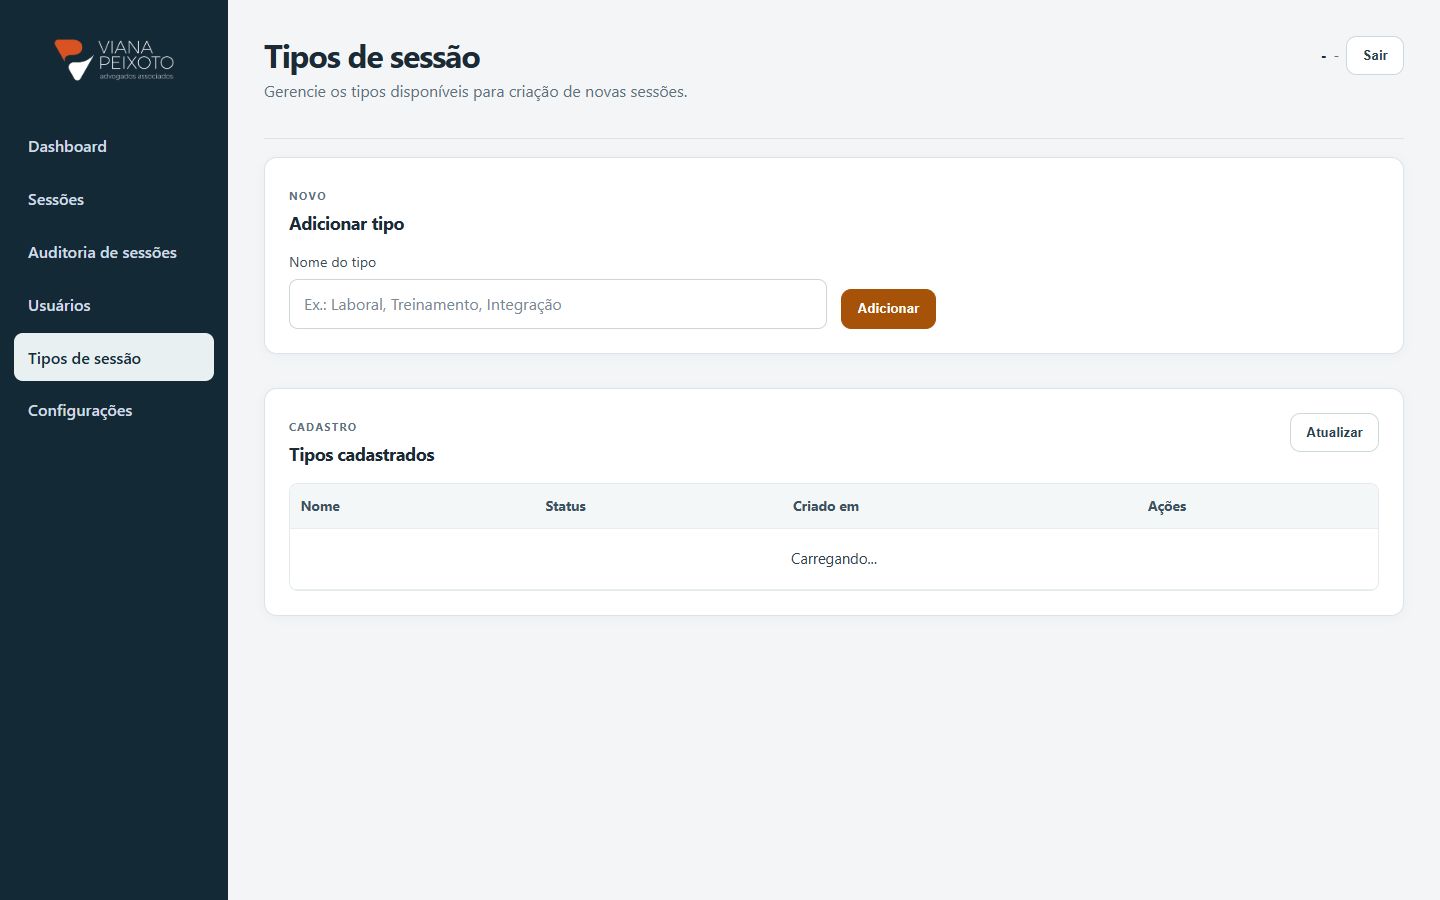 VIANA
PEIXOTO
advogados associados
Dashboard
Sessões
Auditoria de sessões
Usuários
Tipos de sessão
Configurações
Tipos de sessão
Gerencie os tipos disponíveis para criação de novas sessões.
- - Sair
NOVO
Adicionar tipo
Nome do tipo
Ex.: Laboral, Treinamento, Integração
Adicionar
CADASTRO
Tipos cadastrados
Atualizar
Nome Status Criado em Ações
Carregando...